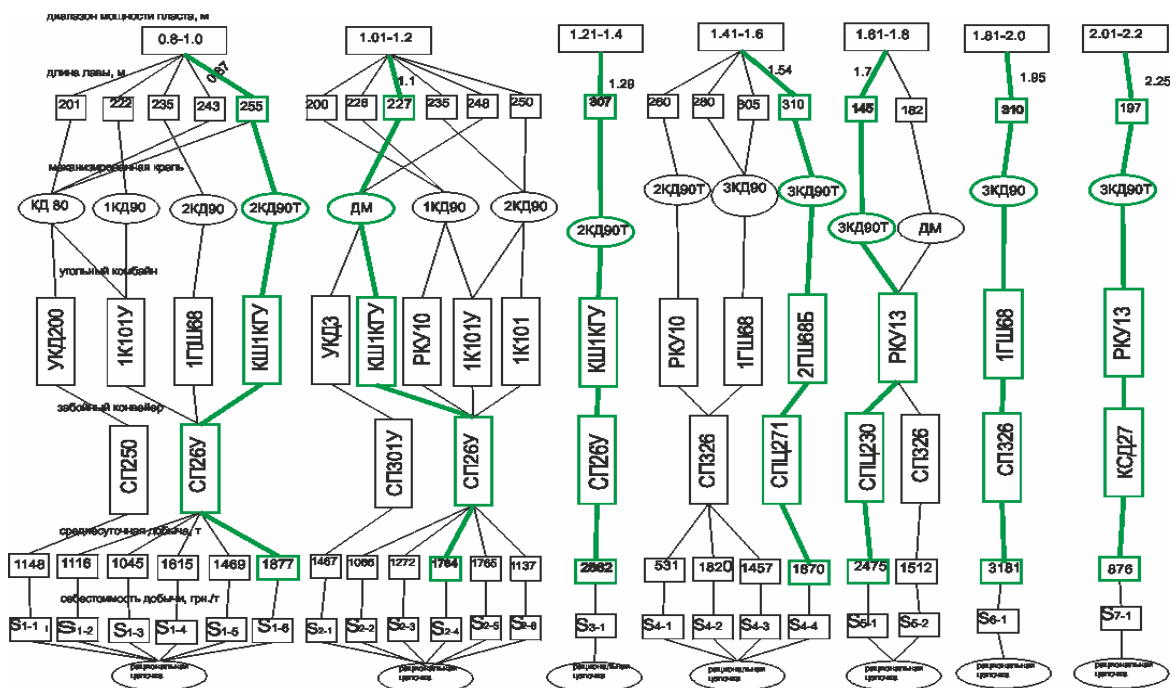 диапазон мощности пласта, м
0.8-1.0 1.01-1.2 1.21-1.4 1.41-1.6 1.61-1.8 1.81-2.0 2.01-2.2
длина лавы, м
0.87 1.1 1.29 1.54 1.7 1.95 2.25
201 222 235 243 255 200 226 227 235 248 250 307 260 280 305 310 145 182 310 197
механизированная крепь
КД 80 1КД90 2КД90 2КД90Т ДМ 1КД90 2КД90 2КД90Т 2КД90Т 3КД90 3КД90Т 3КД90Т ДМ 3КД90 3КД90Т
угольный комбайн
УКД200 1К101У 1ГШ68 КШ1КГУ УКД3 КШ1КГУ РКУ10 1К101У 1К101 КШ1КГУ РКУ10 1ГШ68 2ГШ68Б РКУ13 1ГШ68 РКУ13
забойный конвейер
СП250 СП26У СП301У СП26У СП26У СП326 СПЦ271 СПЦ230 СП326 СП326 КСД27
среднесуточная добыча, т
1148 1116 1045 1615 1469 1877 1467 1066 1272 1764 1765 1137 531 1820 1457 1870 2475 1512 3181 876
себестоимость добычи, грн./т
S1-1 S1-2 S1-3 S1-4 S1-5 S1-6 S2-1 S2-2 S2-3 S2-4 S2-5 S2-6 S3-1 S4-1 S4-2 S4-3 S4-4 S5-1 S5-2 S6-1 S7-1
рациональная рациональная рациональная рациональная рациональная рациональная рациональная
цепочка цепочка цепочка цепочка цепочка цепочка цепочка